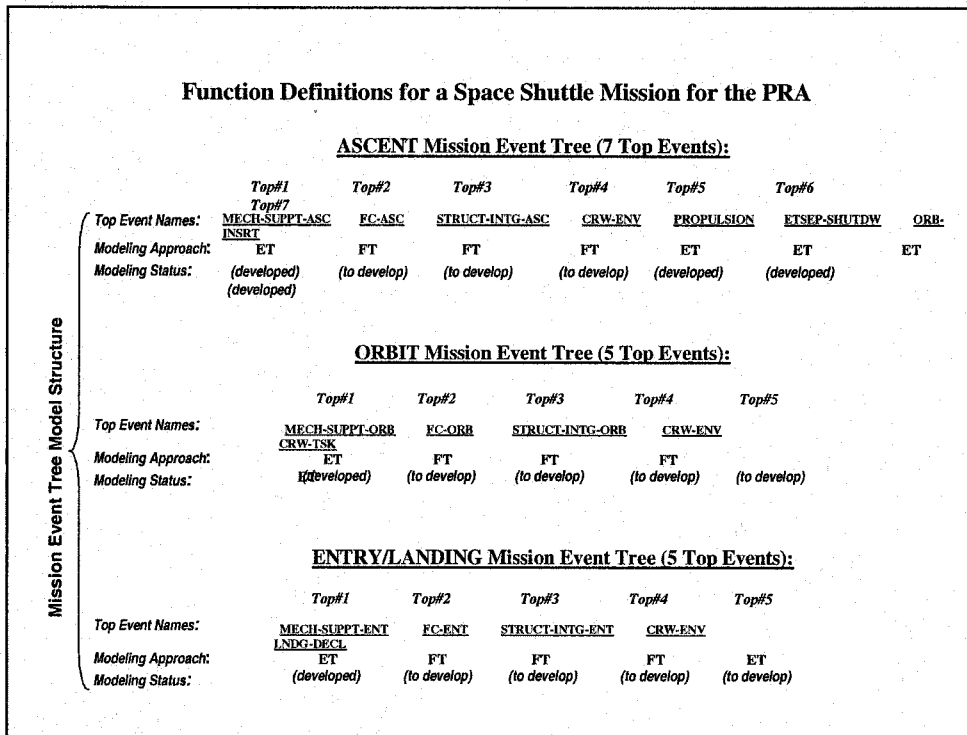 Function Definitions for a Space Shuttle Mission for the PRA
ASCENT Mission Event Tree (7 Top Events):
Top#1 Top#2 Top#3 Top#4 Top#5 Top#6
Top#7
Top Event Names: MECH-SUPPT-ASC FC-ASC STRUCT-INTG-ASC CRW-ENV PROPULSION ETSEP-SHUTDW ORB-
INSRT
Modeling Approach: ET FT FT FT ET ET ET
Modeling Status: (developed) (to develop) (to develop) (to develop) (developed) (developed)
(developed)
Mission Event Tree Model Structure
ORBIT Mission Event Tree (5 Top Events):
Top#1 Top#2 Top#3 Top#4 Top#5
Top Event Names: MECH-SUPPT-ORB FC-ORB STRUCT-INTG-ORB CRW-ENV
CRW-TSK
Modeling Approach: ET FT FT FT
Modeling Status: (developed) (to develop) (to develop) (to develop) (to develop)
ENTRY/LANDING Mission Event Tree (5 Top Events):
Top#1 Top#2 Top#3 Top#4 Top#5
Top Event Names: MECH-SUPPT-ENT FC-ENT STRUCT-INTG-ENT CRW-ENV
LNDG-DECL
Modeling Approach: ET FT FT FT ET
Modeling Status: (developed) (to develop) (to develop) (to develop) (to develop)